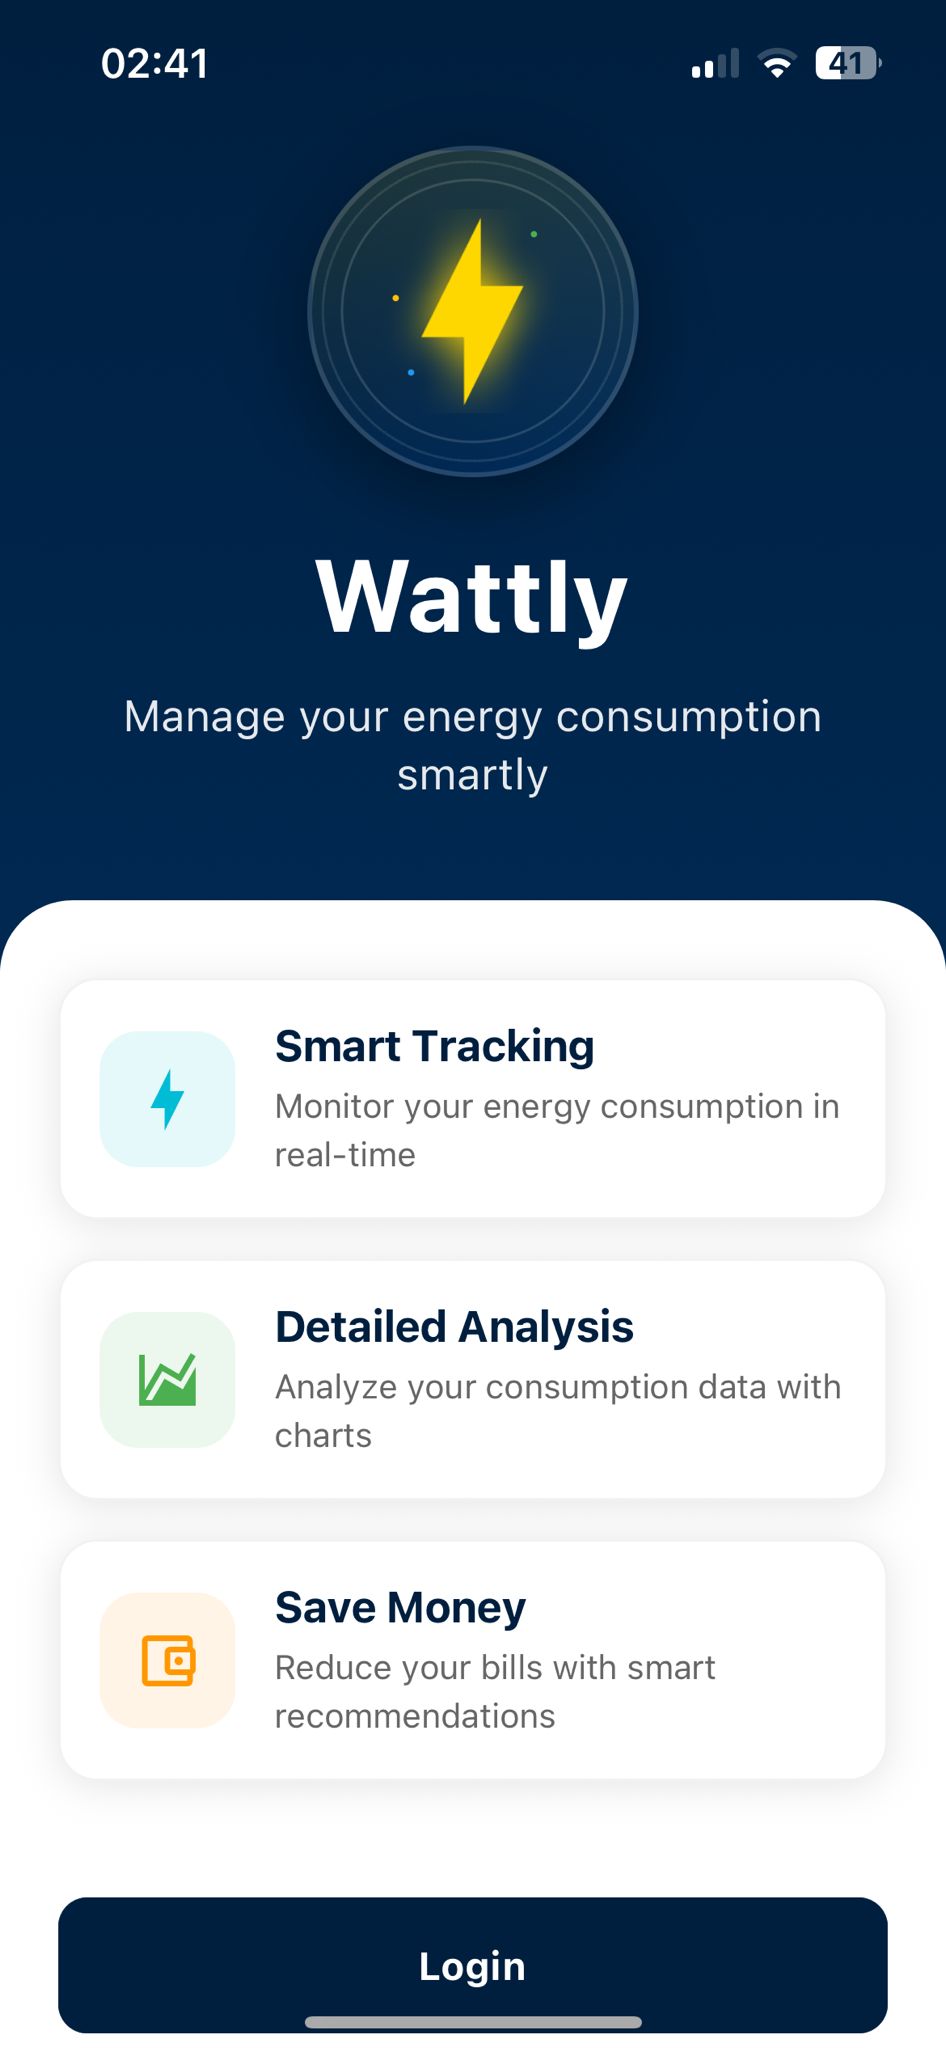 02:41
41
Wattly
Manage your energy consumption
smartly
Smart Tracking
Monitor your energy consumption in
real-time
Detailed Analysis
Analyze your consumption data with
charts
Save Money
Reduce your bills with smart
recommendations
Login